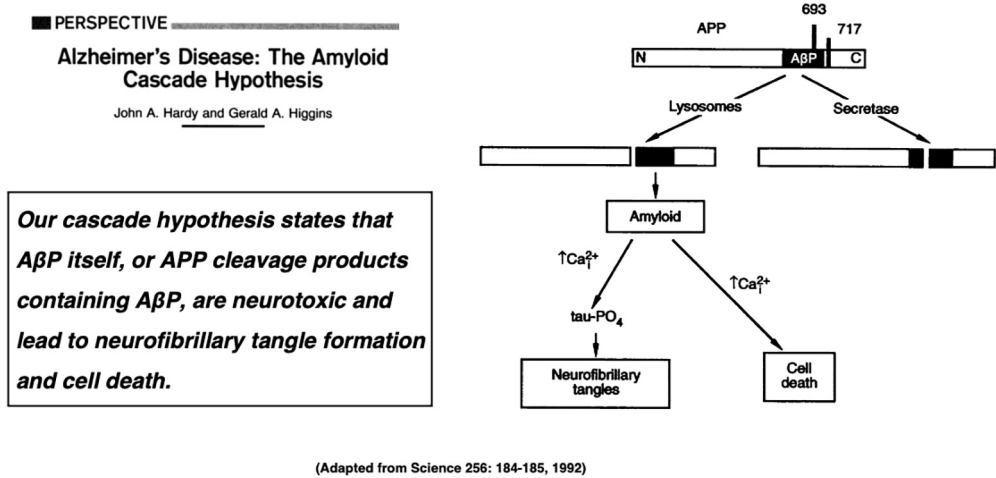 PERSPECTIVE
Alzheimer's Disease: The Amyloid
Cascade Hypothesis
John A. Hardy and Gerald A. Higgins
Our cascade hypothesis states that
AβP itself, or APP cleavage products
containing AβP, are neurotoxic and
lead to neurofibrillary tangle formation
and cell death.
693
APP
717
N
AβP
C
Lysosomes
Secretase
Amyloid
↑Ca²⁺ᵢ
↑Ca²⁺ᵢ
tau-PO₄
Neurofibrillary
tangles
Cell
death
(Adapted from Science 256: 184-185, 1992)